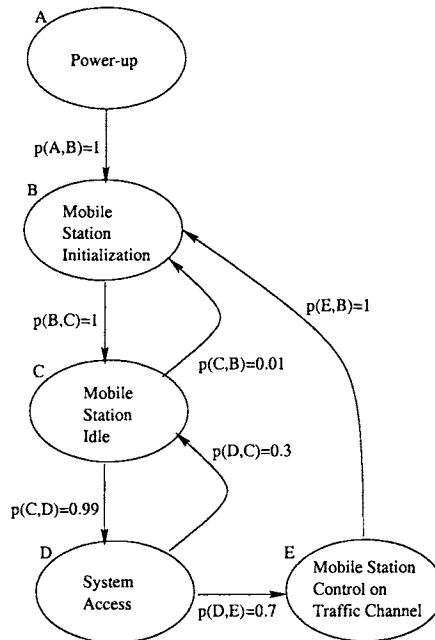 A
Power-up
p(A,B)=1
B
Mobile
Station
Initialization
p(E,B)=1
p(B,C)=1
p(C,B)=0.01
C
Mobile
Station
Idle
p(D,C)=0.3
p(C,D)=0.99
D
System
Access
p(D,E)=0.7
E
Mobile Station
Control on
Traffic Channel